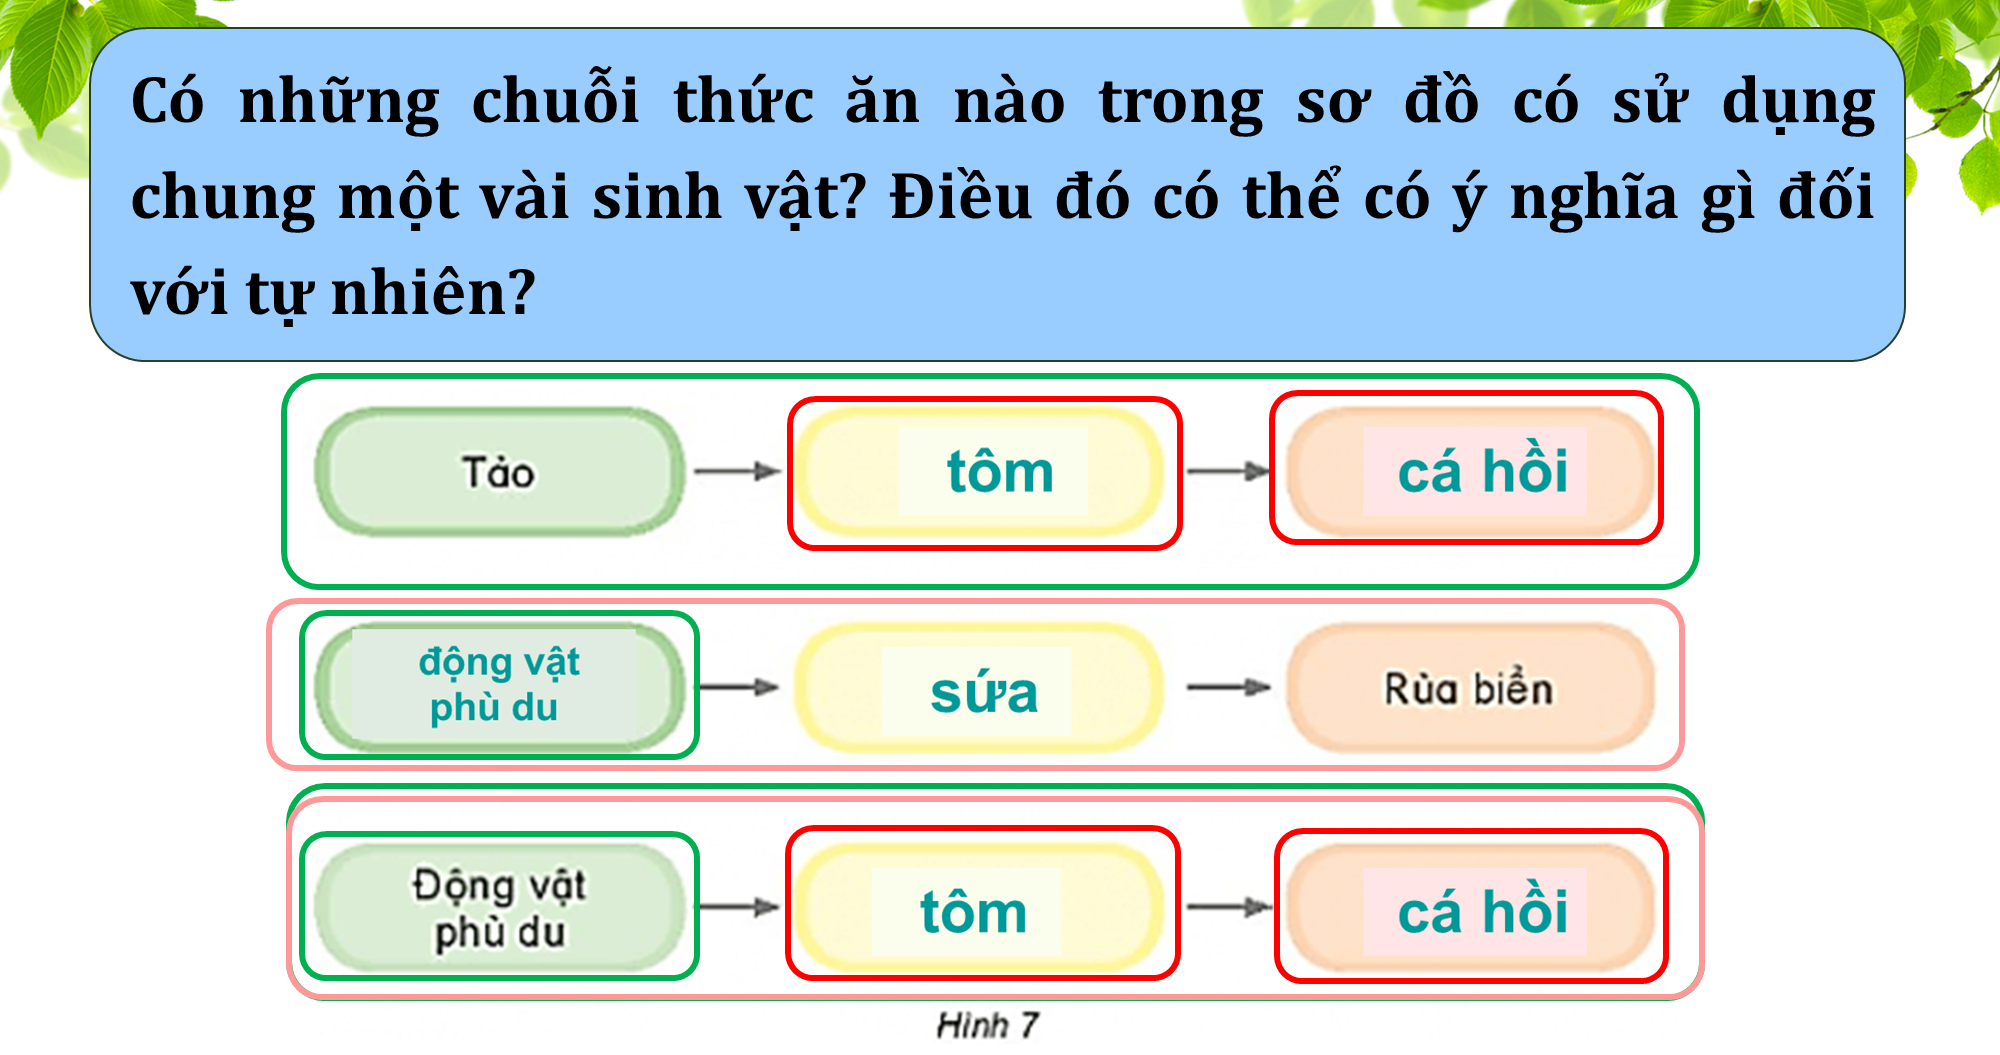 Có những chuỗi thức ăn nào trong sơ đồ có sử dụng
chung một vài sinh vật? Điều đó có thể có ý nghĩa gì đối
với tự nhiên?
Tảo
tôm
cá hồi
động vật
phù du
sứa
Rùa biển
Động vật
phù du
tôm
cá hồi
Hình 7